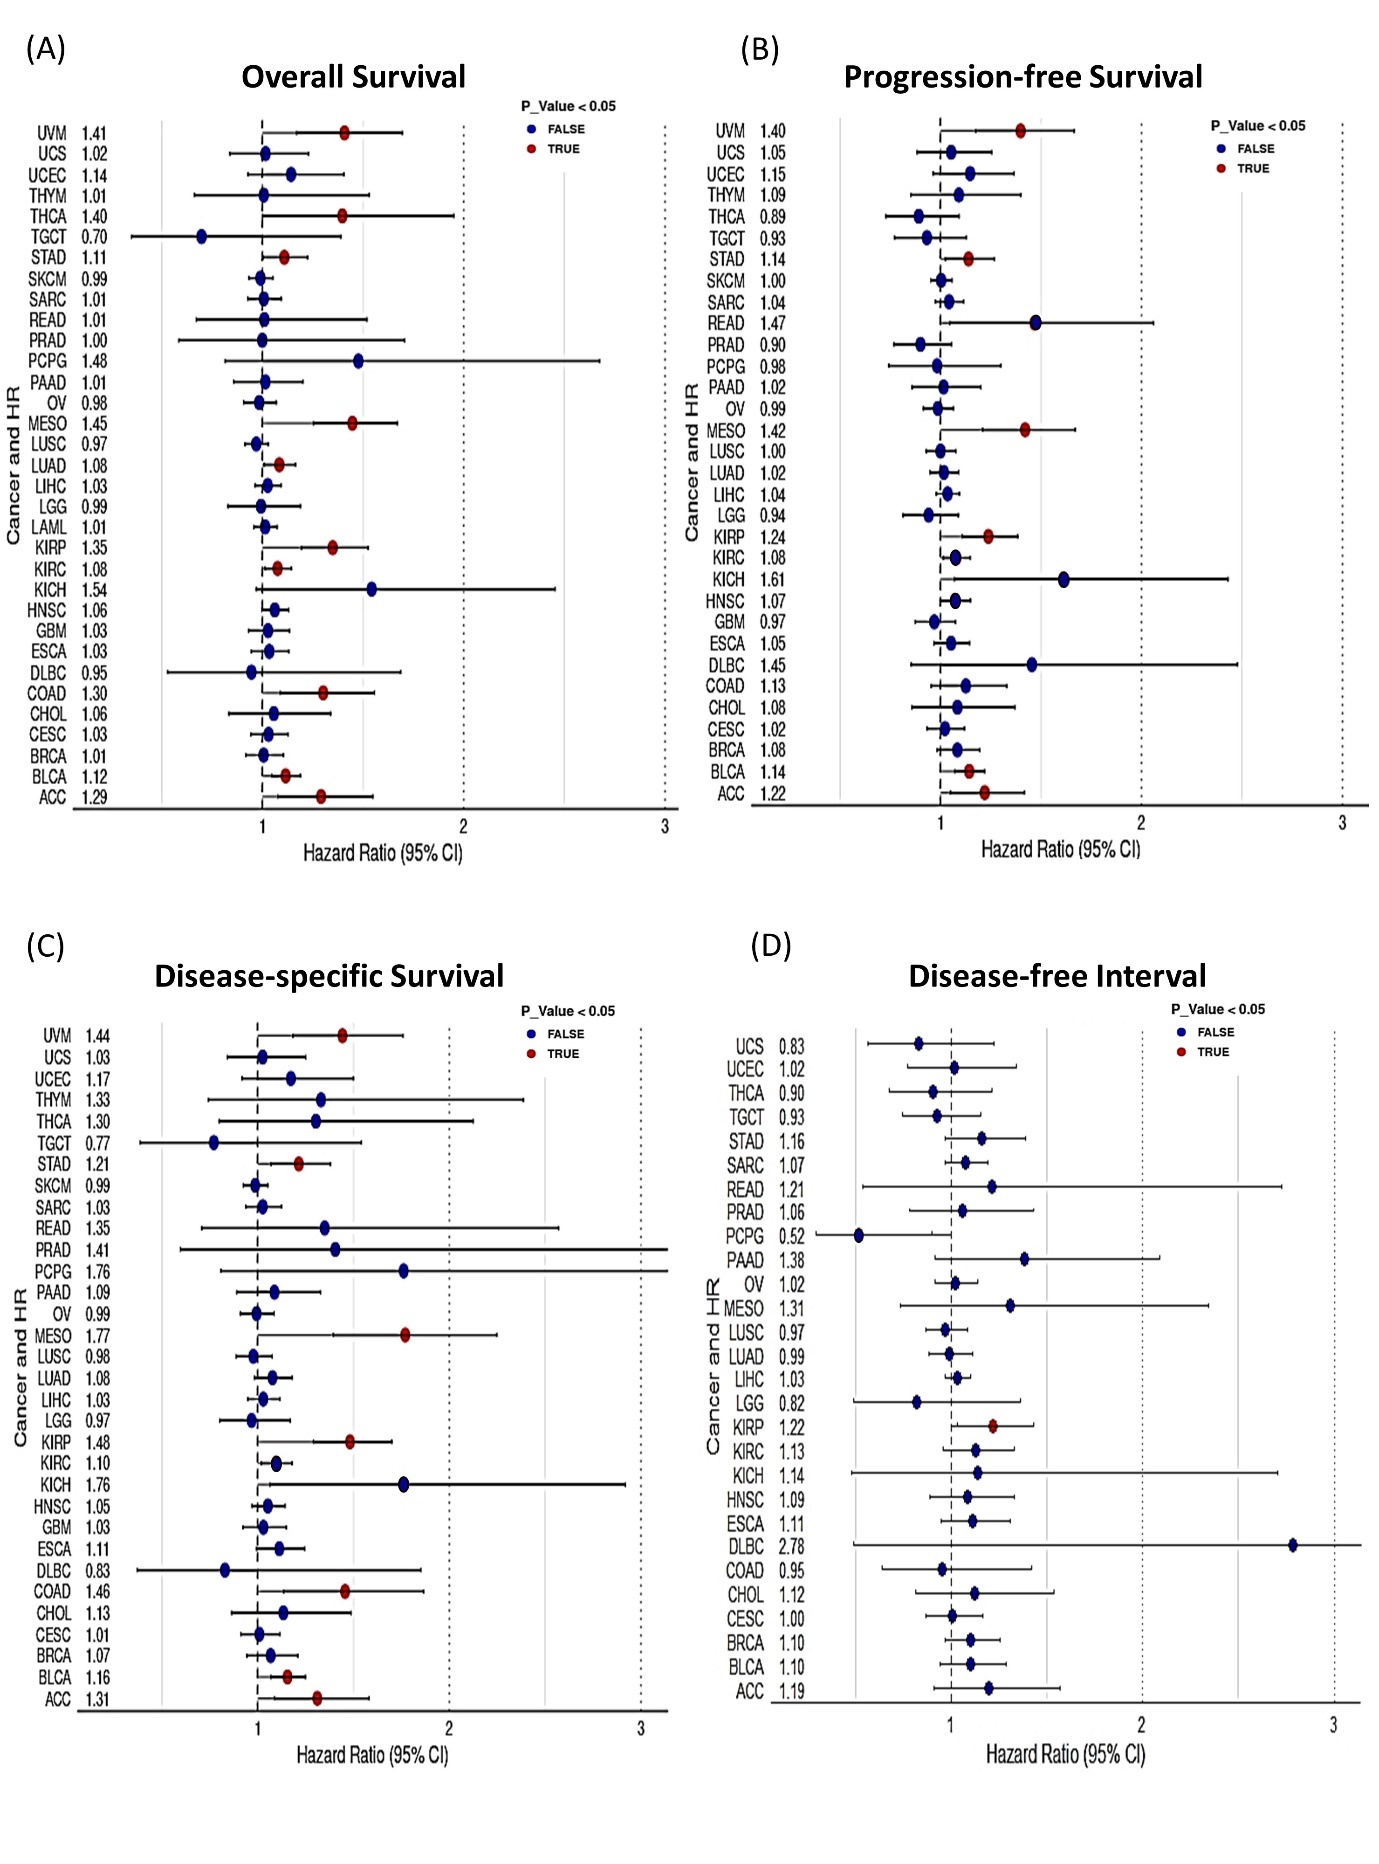 (A)
Overall Survival
P_Value < 0.05
FALSE
TRUE
UVM 1.41
UCS 1.02
UCEC 1.14
THYM 1.01
THCA 1.40
TGCT 0.70
STAD 1.11
SKCM 0.99
SARC 1.01
READ 1.01
PRAD 1.00
PCPG 1.48
PAAD 1.01
OV 0.98
MESO 1.45
LUSC 0.97
LUAD 1.08
LIHC 1.03
LGG 0.99
LAML 1.01
KIRP 1.35
KIRC 1.08
KICH 1.54
HNSC 1.06
GBM 1.03
ESCA 1.03
DLBC 0.95
COAD 1.30
CHOL 1.06
CESC 1.03
BRCA 1.01
BLCA 1.12
ACC 1.29
Cancer and HR
1 2 3
Hazard Ratio (95% CI)
(B)
Progression-free Survival
P_Value < 0.05
FALSE
TRUE
UVM 1.40
UCS 1.05
UCEC 1.15
THYM 1.09
THCA 0.89
TGCT 0.93
STAD 1.14
SKCM 1.00
SARC 1.04
READ 1.47
PRAD 0.90
PCPG 0.98
PAAD 1.02
OV 0.99
MESO 1.42
LUSC 1.00
LUAD 1.02
LIHC 1.04
LGG 0.94
KIRP 1.24
KIRC 1.08
KICH 1.61
HNSC 1.07
GBM 0.97
ESCA 1.05
DLBC 1.45
COAD 1.13
CHOL 1.08
CESC 1.02
BRCA 1.08
BLCA 1.14
ACC 1.22
Cancer and HR
1 2 3
Hazard Ratio (95% CI)
(C)
Disease-specific Survival
P_Value < 0.05
FALSE
TRUE
UVM 1.44
UCS 1.03
UCEC 1.17
THYM 1.33
THCA 1.30
TGCT 0.77
STAD 1.21
SKCM 0.99
SARC 1.03
READ 1.35
PRAD 1.41
PCPG 1.76
PAAD 1.09
OV 0.99
MESO 1.77
LUSC 0.98
LUAD 1.08
LIHC 1.03
LGG 0.97
KIRP 1.48
KIRC 1.10
KICH 1.76
HNSC 1.05
GBM 1.03
ESCA 1.11
DLBC 0.83
COAD 1.46
CHOL 1.13
CESC 1.01
BRCA 1.07
BLCA 1.16
ACC 1.31
Cancer and HR
1 2 3
Hazard Ratio (95% CI)
(D)
Disease-free Interval
P_Value < 0.05
FALSE
TRUE
UCS 0.83
UCEC 1.02
THCA 0.90
TGCT 0.93
STAD 1.16
SARC 1.07
READ 1.21
PRAD 1.06
PCPG 0.52
PAAD 1.38
OV 1.02
MESO 1.31
LUSC 0.97
LUAD 0.99
LIHC 1.03
LGG 0.82
KIRP 1.22
KIRC 1.13
KICH 1.14
HNSC 1.09
ESCA 1.11
DLBC 2.78
COAD 0.95
CHOL 1.12
CESC 1.00
BRCA 1.10
BLCA 1.10
ACC 1.19
Cancer and HR
1 2 3
Hazard Ratio (95% CI)